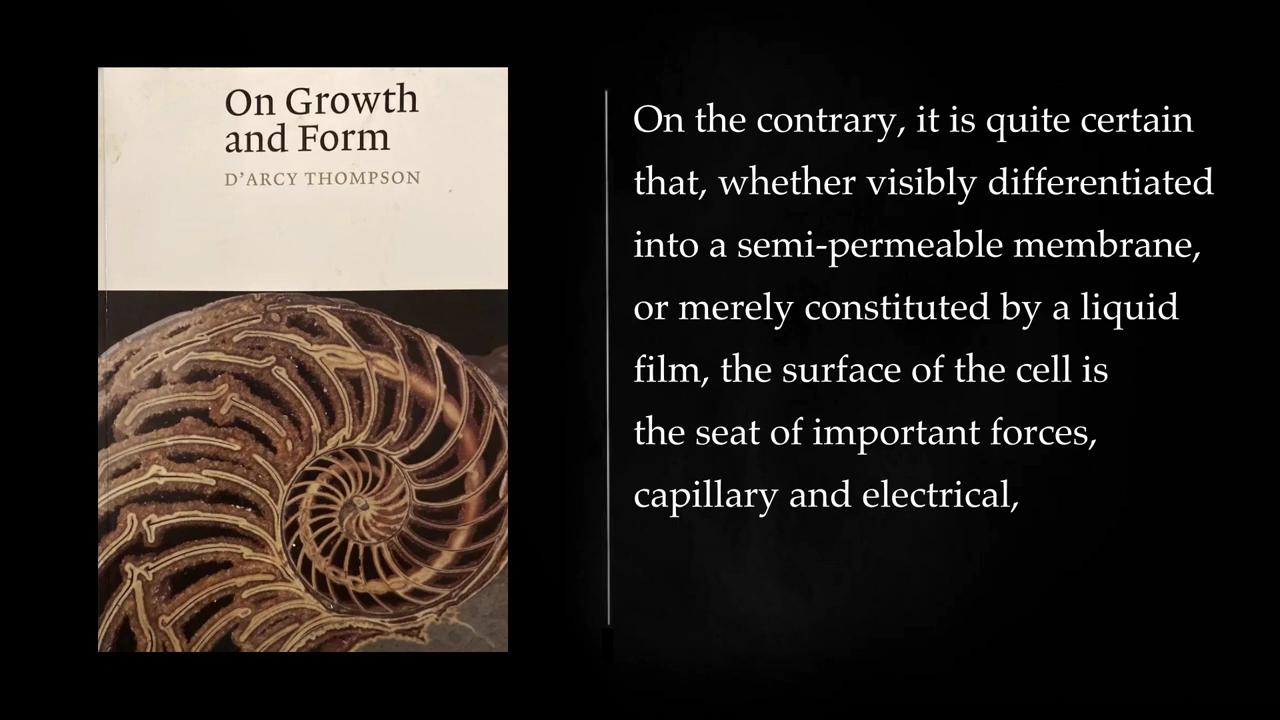 On Growth
and Form
D'ARCY THOMPSON
On the contrary, it is quite certain
that, whether visibly differentiated
into a semi-permeable membrane,
or merely constituted by a liquid
film, the surface of the cell is
the seat of important forces,
capillary and electrical,